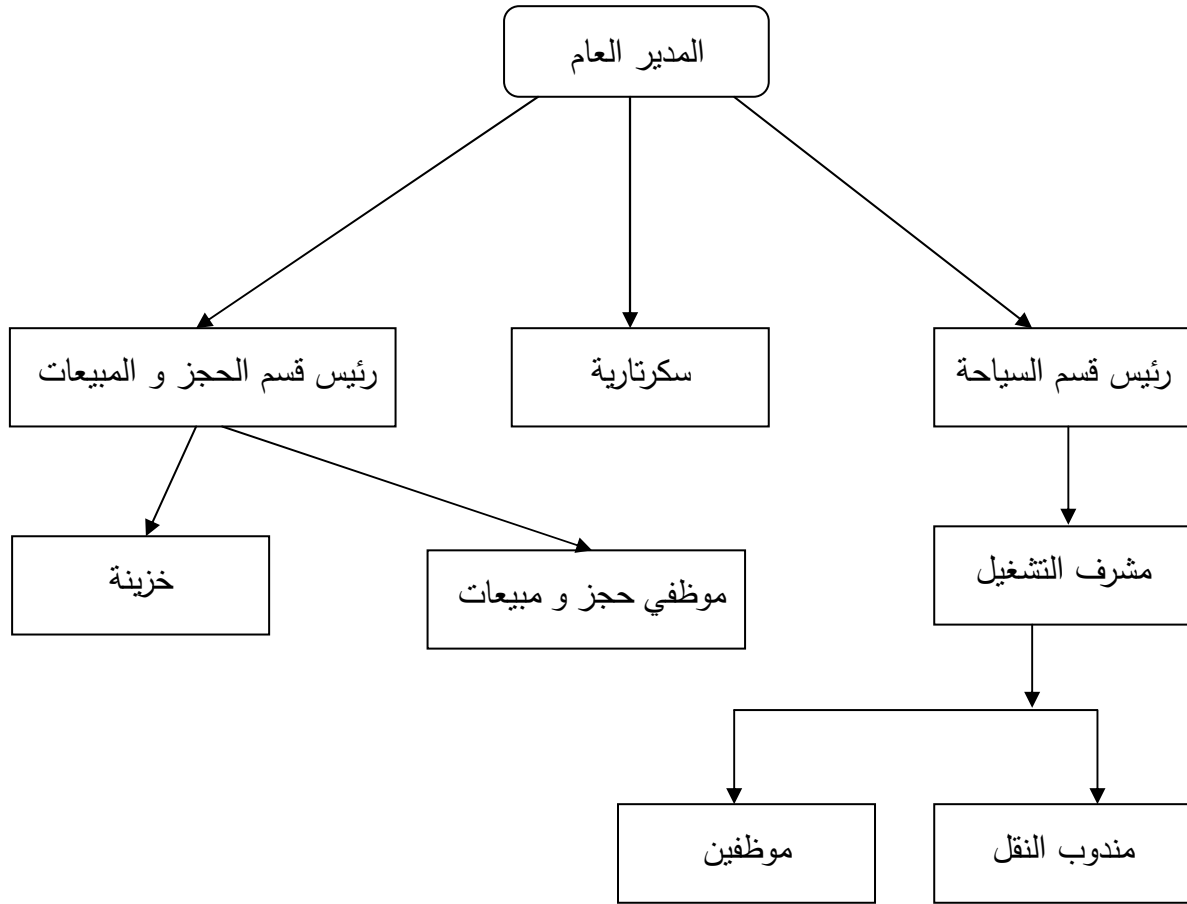 المدير العام
رئيس قسم السياحة
سكرتارية
رئيس قسم الحجز و المبيعات
مشرف التشغيل
موظفي حجز و مبيعات
خزينة
مندوب النقل
موظفين